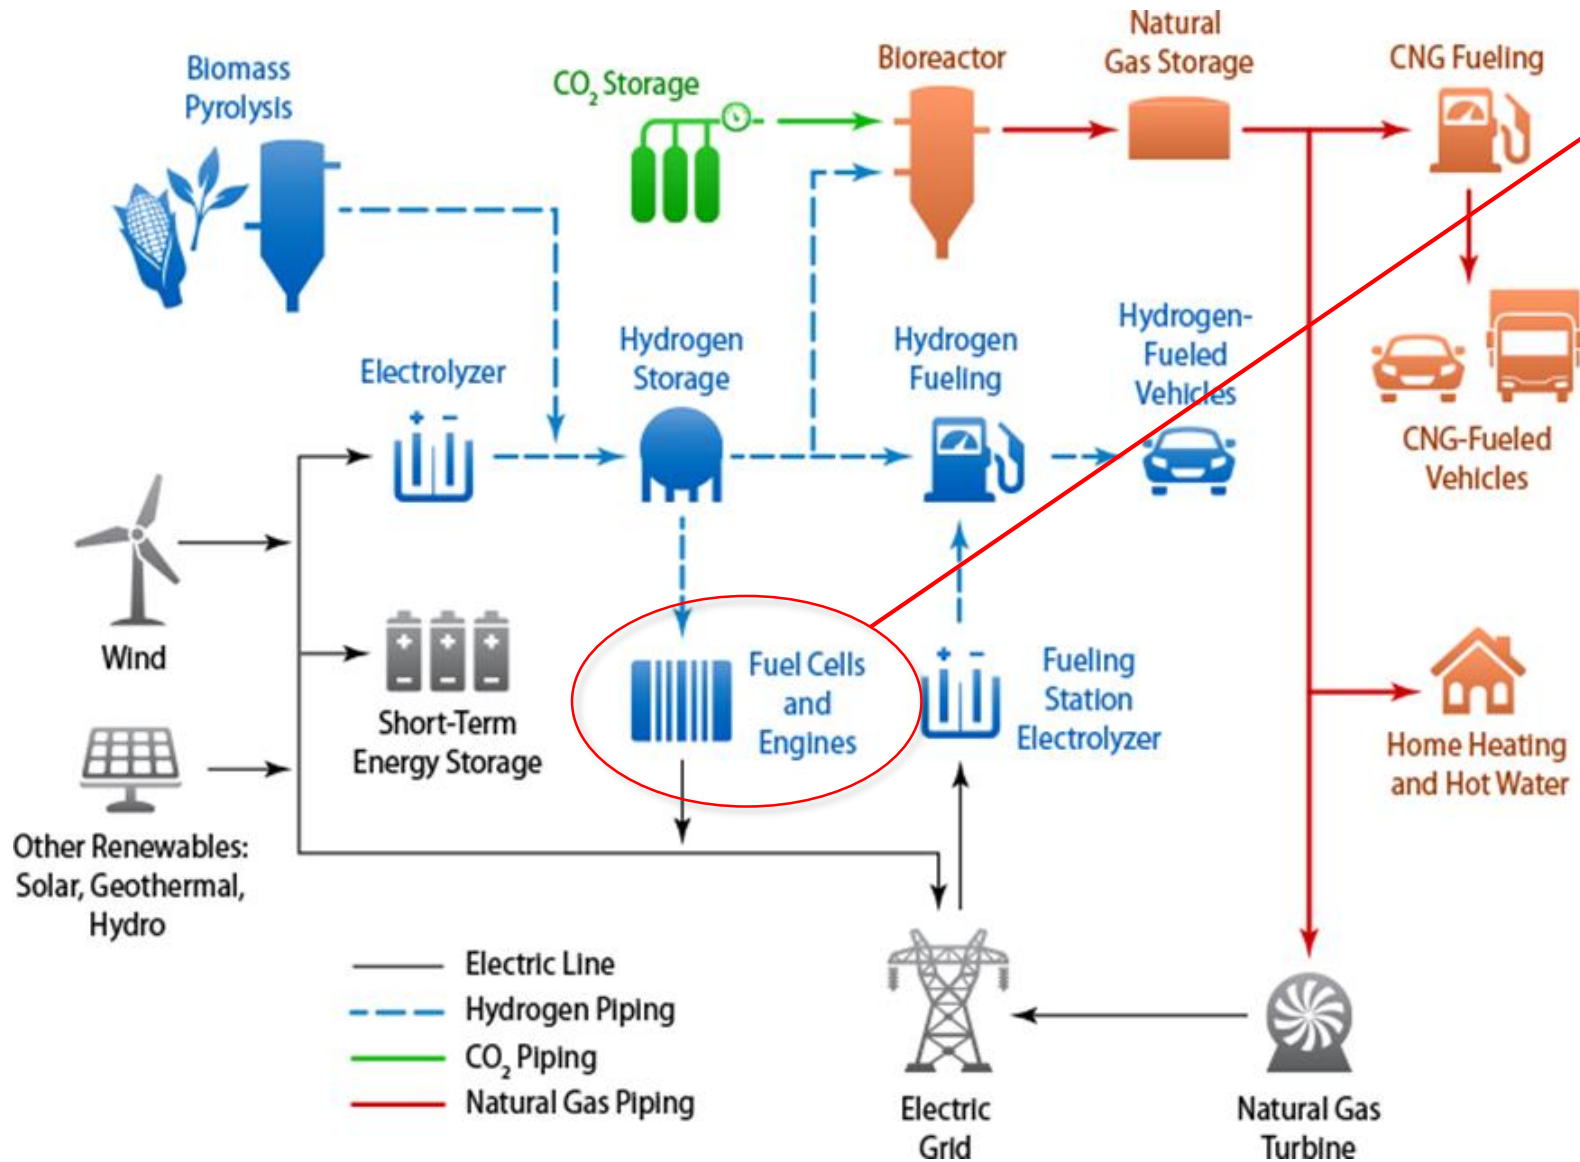 Natural
Gas Storage
Bioreactor
CNG Fueling
Biomass
Pyrolysis
CO₂ Storage
Hydrogen-
Fueled
Vehicles
Hydrogen
Storage
Hydrogen
Fueling
Electrolyzer
+ −
CNG-Fueled
Vehicles
Wind
+ + +
− − −
Short-Term
Energy Storage
Fuel Cells
and
Engines
+ −
Fueling
Station
Electrolyzer
Home Heating
and Hot Water
Other Renewables:
Solar, Geothermal,
Hydro
Electric Line
Hydrogen Piping
CO₂ Piping
Natural Gas Piping
Electric
Grid
Natural Gas
Turbine